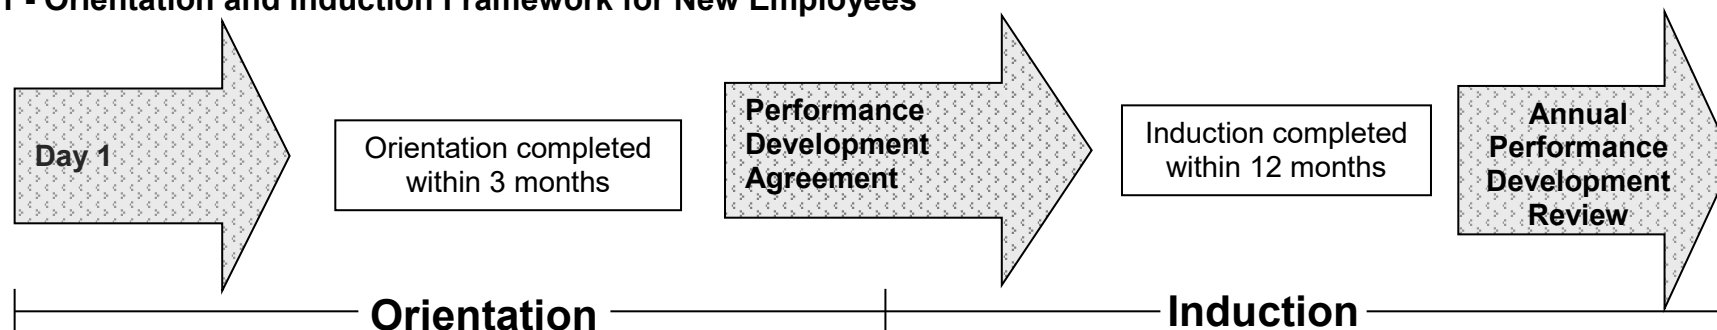 1 - Orientation and Induction Framework for New Employees
Day 1
Orientation completed
within 3 months
Performance
Development
Agreement
Induction completed
within 12 months
Annual
Performance
Development
Review
Orientation
Induction